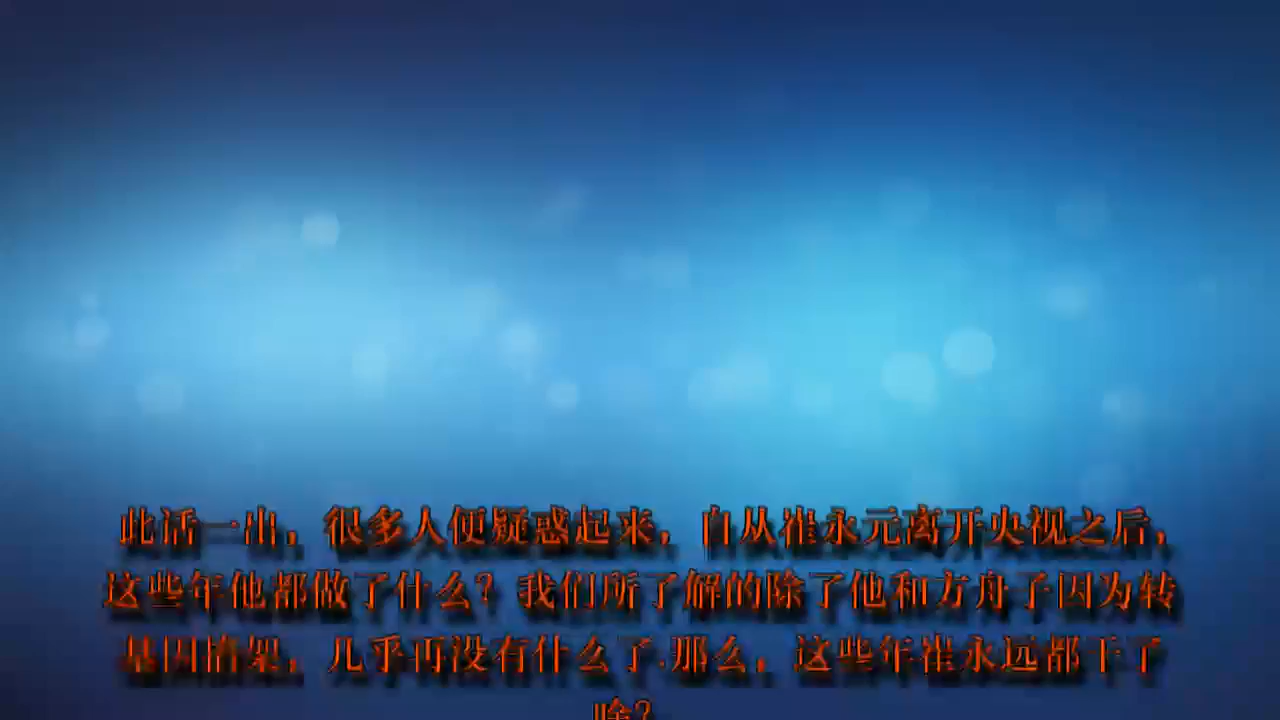 此话一出，很多人便疑惑起来，自从崔永元离开央视之后，
这些年他都做了什么？我们所了解的除了他和方舟子因为转
基因掐架，几乎再没有什么了.那么，这些年崔永远都干了
啥？